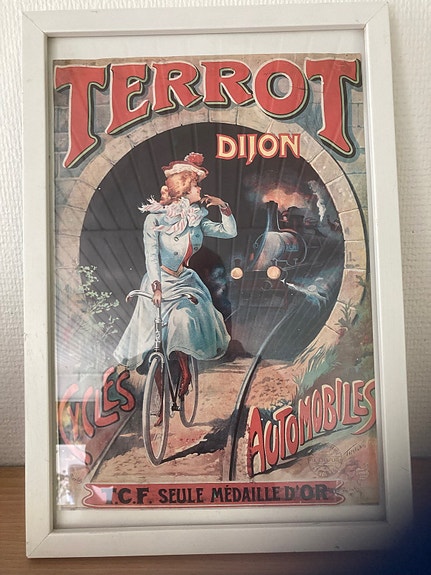 TERROT
DIJON
CYCLES
AUTOMOBILES
T.C.F. SEULE MÉDAILLE D'OR